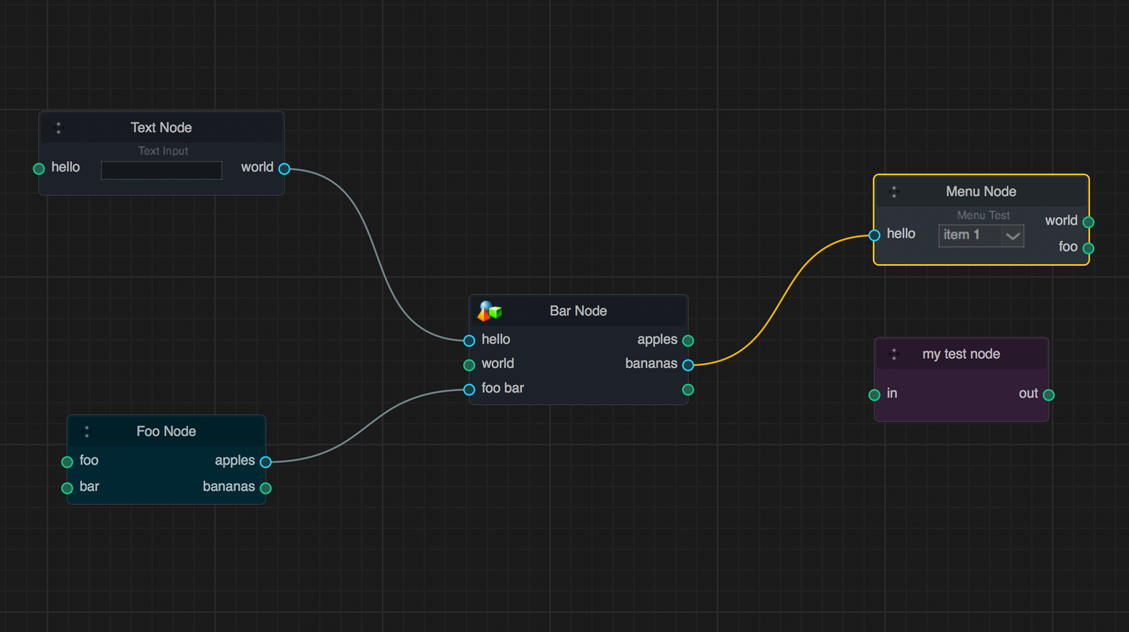 Text Node
Text Input
hello world
Menu Node
Menu Test
hello item 1 world
foo
Bar Node
hello apples
world bananas
foo bar
my test node
in out
Foo Node
foo apples
bar bananas